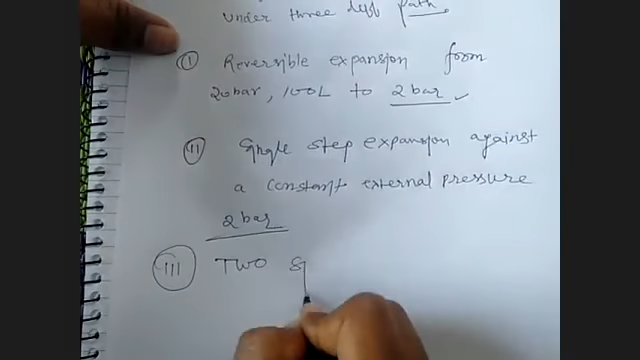 under three diff path
(I) Reversible expansion from
20bar, 100L to 2 bar
(II) Single step expansion against
a constant external pressure
2bar
(III) TWO S